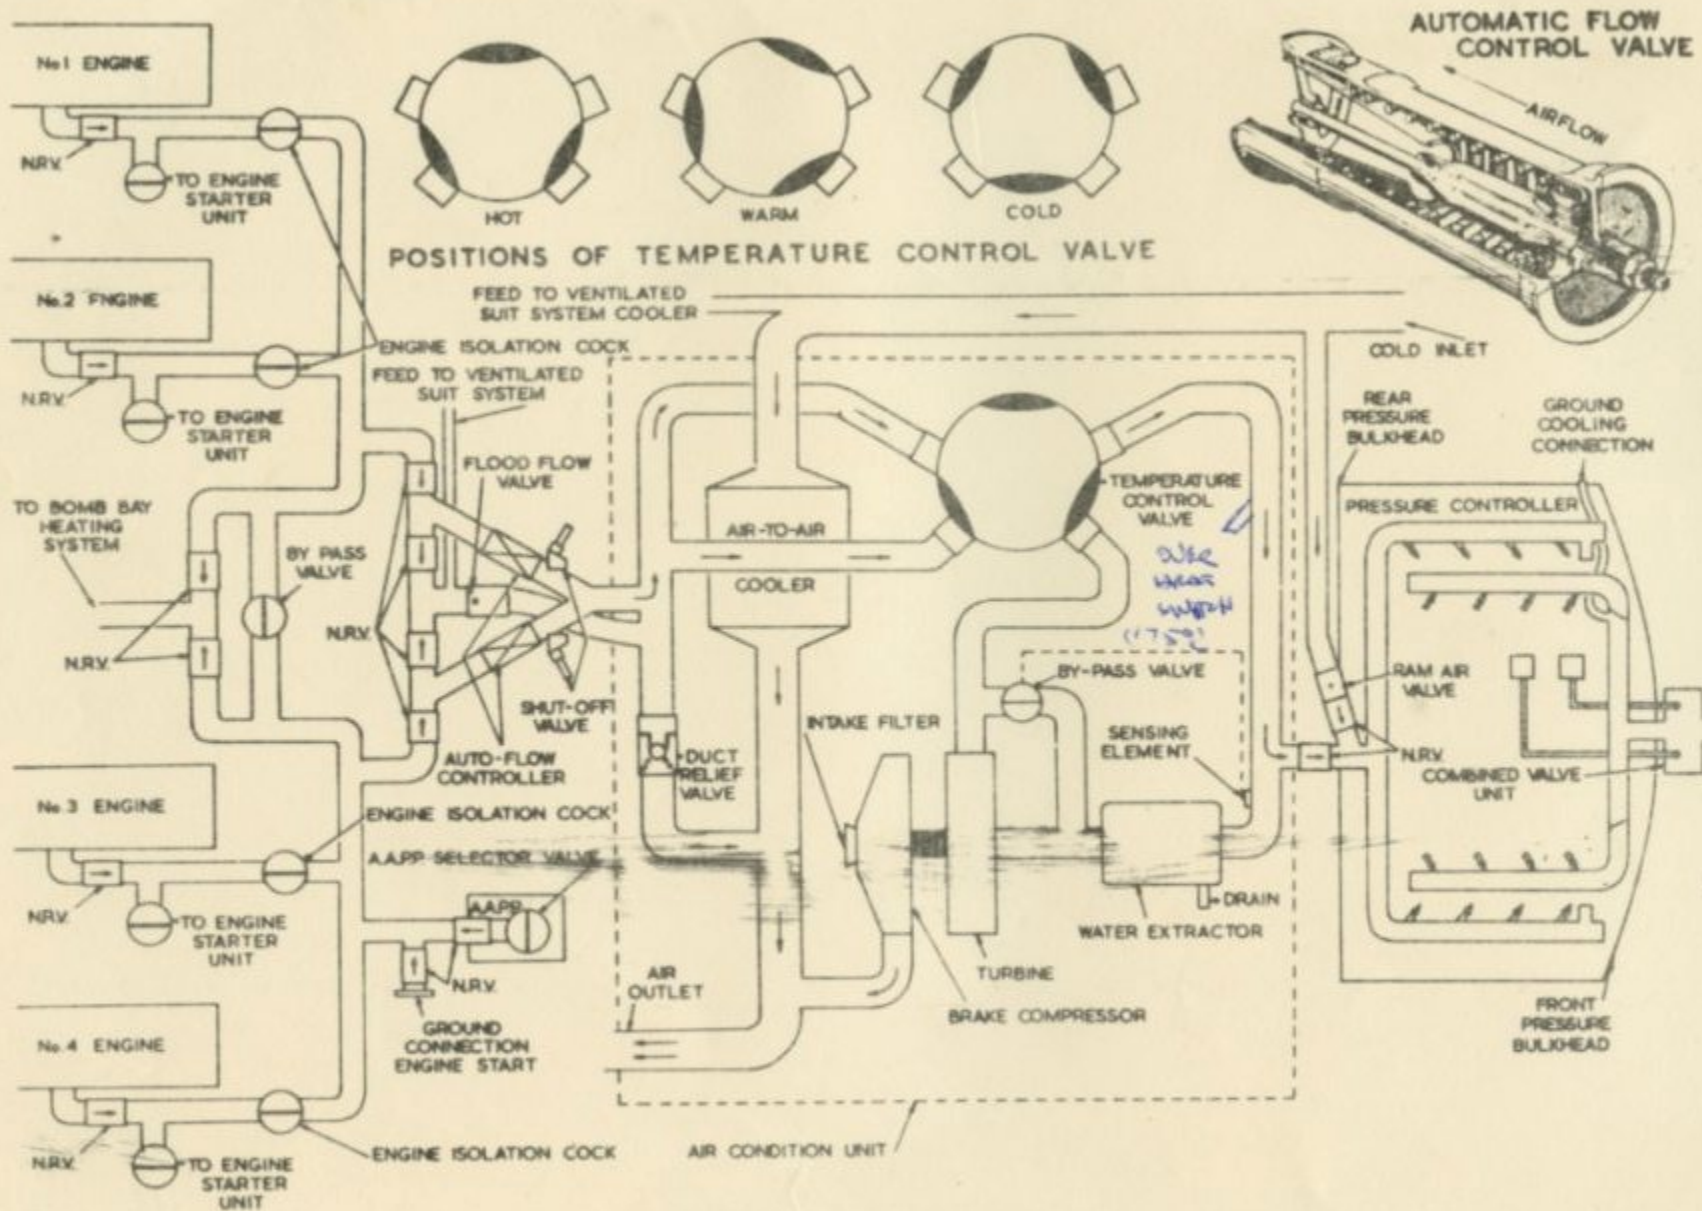 AUTOMATIC FLOW
CONTROL VALVE
AIRFLOW
No 1 ENGINE
N.R.V.
TO ENGINE
STARTER
UNIT
HOT
WARM
COLD
POSITIONS OF TEMPERATURE CONTROL VALVE
No.2 ENGINE
N.R.V.
TO ENGINE
STARTER
UNIT
ENGINE ISOLATION COCK
FEED TO VENTILATED
SUIT SYSTEM COOLER
FEED TO VENTILATED
SUIT SYSTEM
COLD INLET
REAR
PRESSURE
BULKHEAD
GROUND
COOLING
CONNECTION
FLOOD FLOW
VALVE
TO BOMB BAY
HEATING
SYSTEM
BY PASS
VALVE
N.R.V.
N.R.V.
SHUT-OFF
VALVE
AUTO-FLOW
CONTROLLER
AIR-TO-AIR
COOLER
TEMPERATURE
CONTROL
VALVE
PRESSURE CONTROLLER
BY-PASS VALVE
INTAKE FILTER
SENSING
ELEMENT
DUCT
RELIEF
VALVE
RAM AIR
VALVE
N.R.V.
COMBINED VALVE
UNIT
No.3 ENGINE
N.R.V.
TO ENGINE
STARTER
UNIT
ENGINE ISOLATION COCK
A.A.P.P. SELECTOR VALVE
A.A.P.P.
N.R.V.
GROUND
CONNECTION
ENGINE START
AIR
OUTLET
TURBINE
BRAKE COMPRESSOR
WATER EXTRACTOR
DRAIN
FRONT
PRESSURE
BULKHEAD
No.4 ENGINE
N.R.V.
TO ENGINE
STARTER
UNIT
ENGINE ISOLATION COCK
AIR CONDITION UNIT